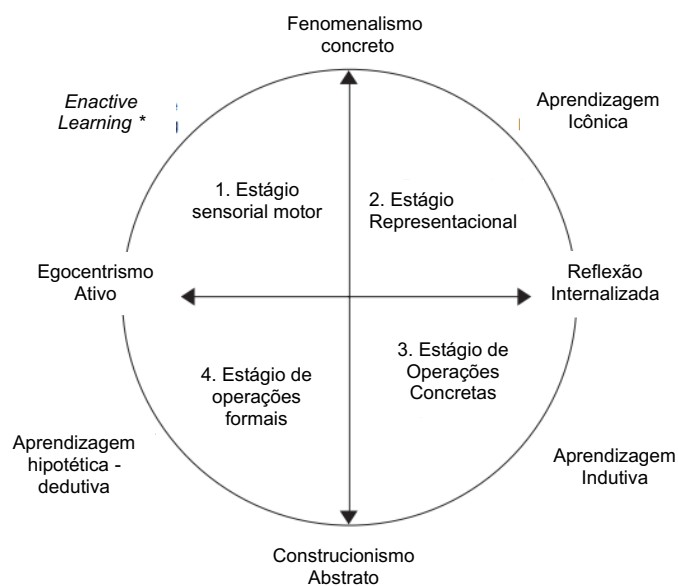 Fenomenalismo
concreto
Enactive
Learning *
Aprendizagem
Icônica
1. Estágio
sensorial motor
2. Estágio
Representacional
Egocentrismo
Ativo
Reflexão
Internalizada
4. Estágio de
operações
formais
3. Estágio de
Operações
Concretas
Aprendizagem
hipotética -
dedutiva
Aprendizagem
Indutiva
Construcionismo
Abstrato